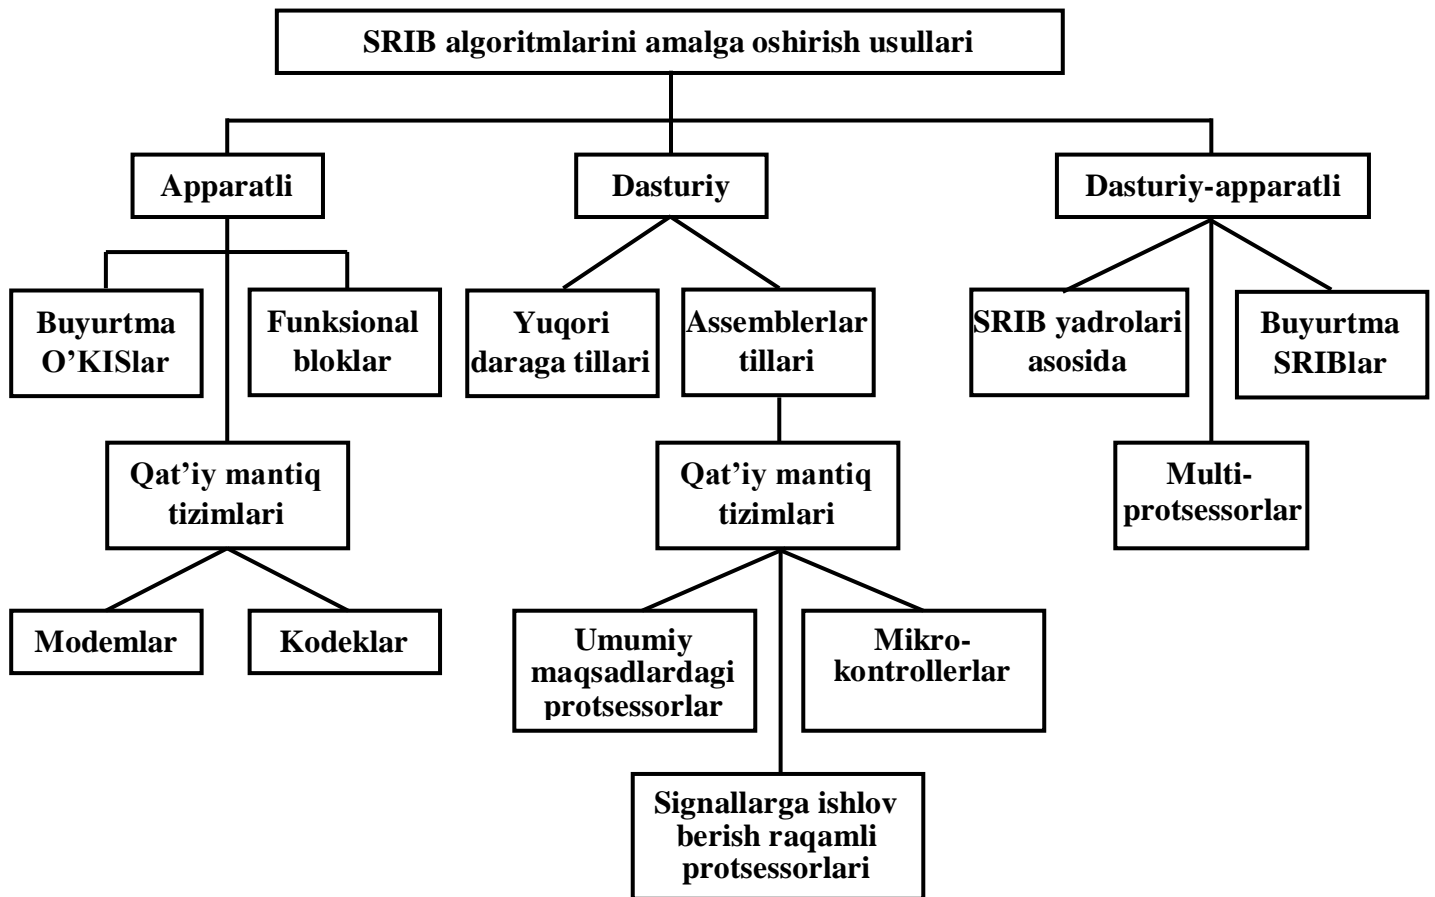 SRIB algoritmlarini amalga oshirish usullari
Apparatli
Dasturiy
Dasturiy-apparatli
Buyurtma
O’KISlar
Funksional
bloklar
Yuqori
daraga tillari
Assemblerlar
tillari
SRIB yadrolari
asosida
Buyurtma
SRIBlar
Qat’iy mantiq
tizimlari
Qat’iy mantiq
tizimlari
Multi-
protsessorlar
Modemlar
Kodeklar
Umumiy
maqsadlardagi
protsessorlar
Mikro-
kontrollerlar
Signallarga ishlov
berish raqamli
protsessorlari